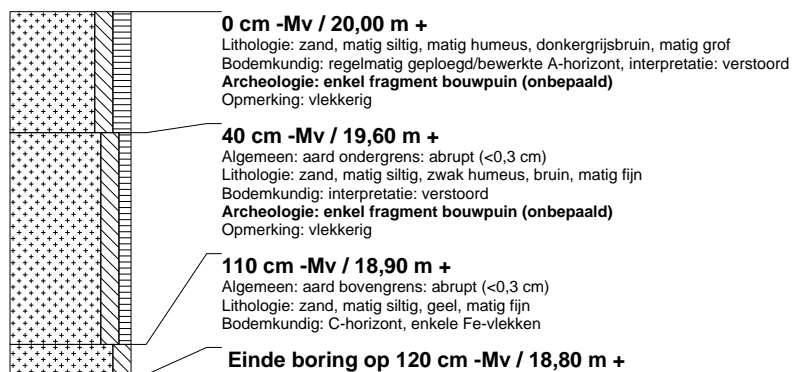 0 cm -Mv / 20,00 m +
Lithologie: zand, matig siltig, matig humeus, donkergrijsbruin, matig grof
Bodemkundig: regelmatig geploegd/bewerkte A-horizont, interpretatie: verstoord
Archeologie: enkel fragment bouwpuin (onbepaald)
Opmerking: vlekkerig
40 cm -Mv / 19,60 m +
Algemeen: aard ondergrens: abrupt (<0,3 cm)
Lithologie: zand, matig siltig, zwak humeus, bruin, matig fijn
Bodemkundig: interpretatie: verstoord
Archeologie: enkel fragment bouwpuin (onbepaald)
Opmerking: vlekkerig
110 cm -Mv / 18,90 m +
Algemeen: aard bovengrens: abrupt (<0,3 cm)
Lithologie: zand, matig siltig, geel, matig fijn
Bodemkundig: C-horizont, enkele Fe-vlekken
Einde boring op 120 cm -Mv / 18,80 m +